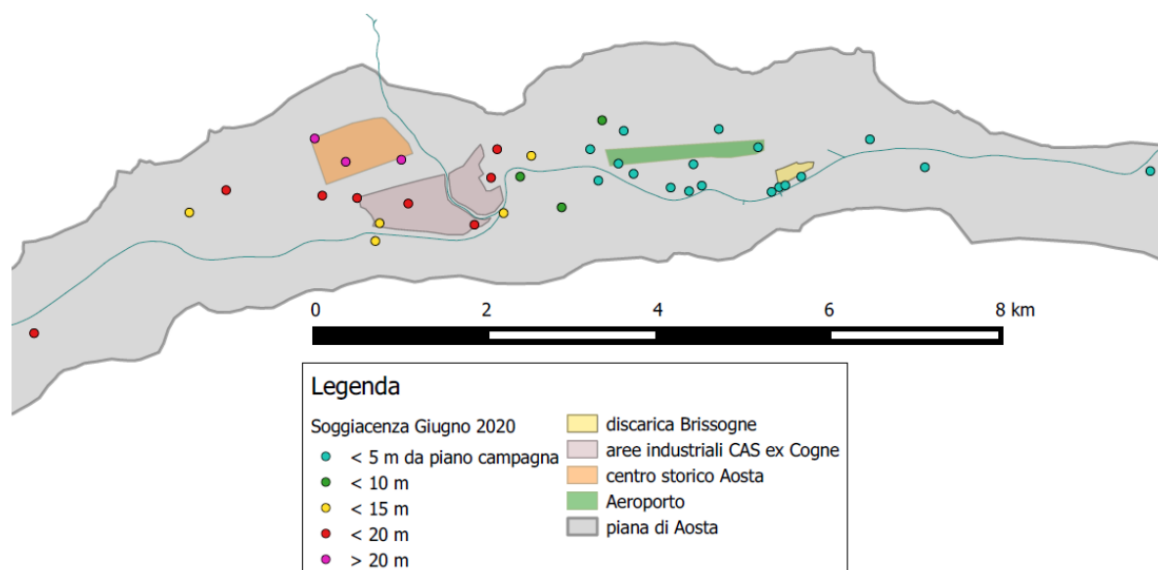 0 2 4 6 8 km
Legenda
Soggiacenza Giugno 2020
< 5 m da piano campagna
< 10 m
< 15 m
< 20 m
> 20 m
discarica Brissogne
aree industriali CAS ex Cogne
centro storico Aosta
Aeroporto
piana di Aosta